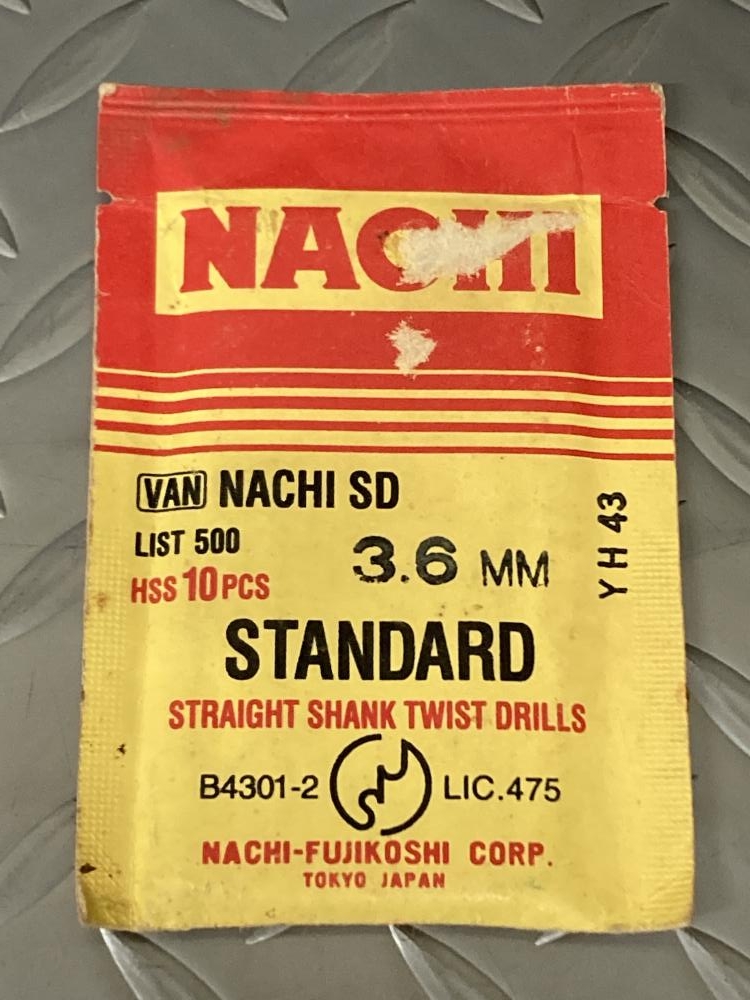 NACHI
VAN NACHI SD
LIST 500
3.6 MM
HSS 10 PCS
YH 43
STANDARD
STRAIGHT SHANK TWIST DRILLS
B4301-2 LIC.475
NACHI-FUJIKOSHI CORP.
TOKYO JAPAN